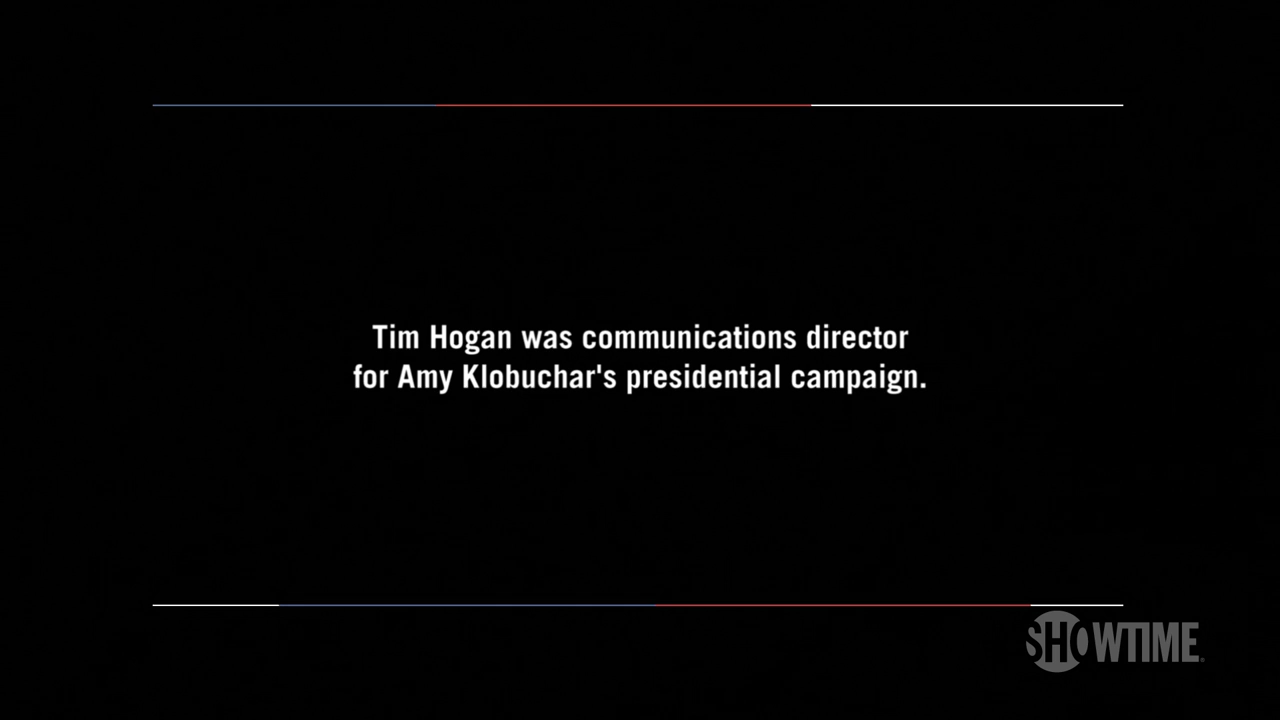 Tim Hogan was communications director
for Amy Klobuchar's presidential campaign.
SHOWTIME